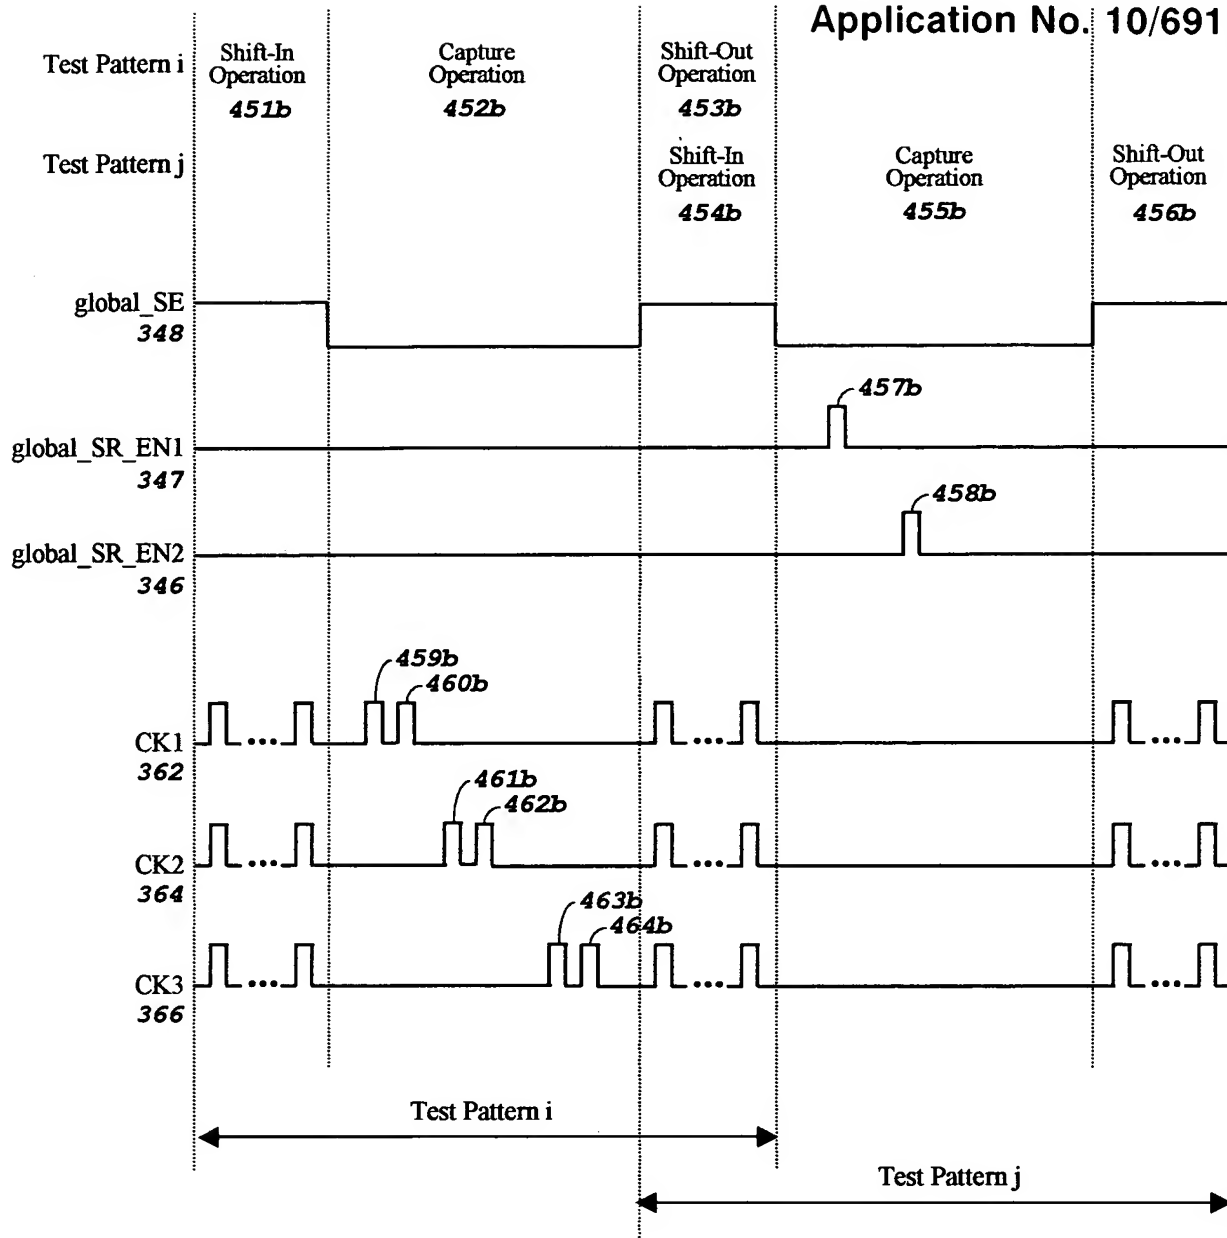 Application No. 10/691
Test Pattern i
Shift-In
Operation
451b
Capture
Operation
452b
Shift-Out
Operation
453b
Test Pattern j
Shift-In
Operation
454b
Capture
Operation
455b
Shift-Out
Operation
456b
global_SE
348
457b
global_SR_EN1
347
458b
global_SR_EN2
346
459b
460b
CK1
362
461b
462b
CK2
364
463b
464b
CK3
366
Test Pattern i
Test Pattern j